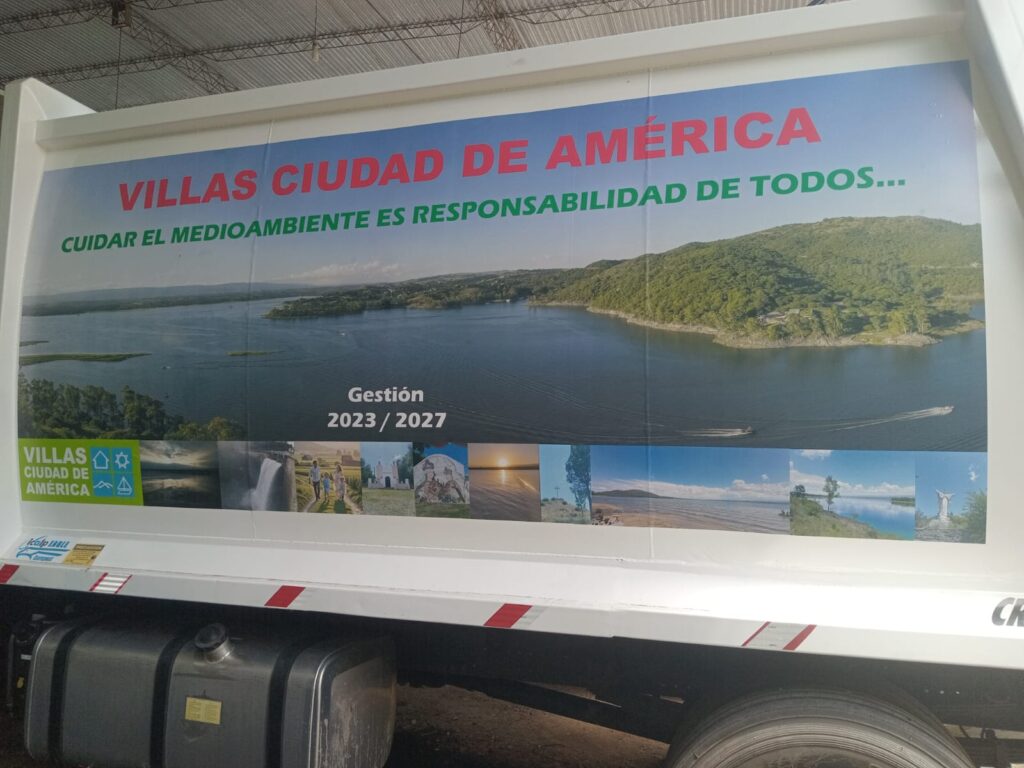 VILLAS CIUDAD DE AMÉRICA
CUIDAR EL MEDIOAMBIENTE ES RESPONSABILIDAD DE TODOS...
Gestión
2023 / 2027
VILLAS
CIUDAD DE
AMÉRICA